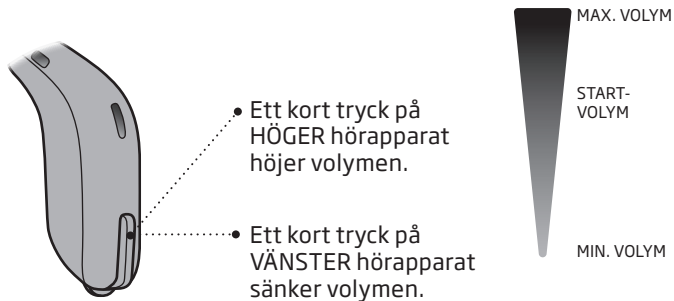 • Ett kort tryck på
HÖGER hörapparat
höjer volymen.
• Ett kort tryck på
VÄNSTER hörapparat
sänker volymen.
MAX. VOLYM
START-
VOLYM
MIN. VOLYM